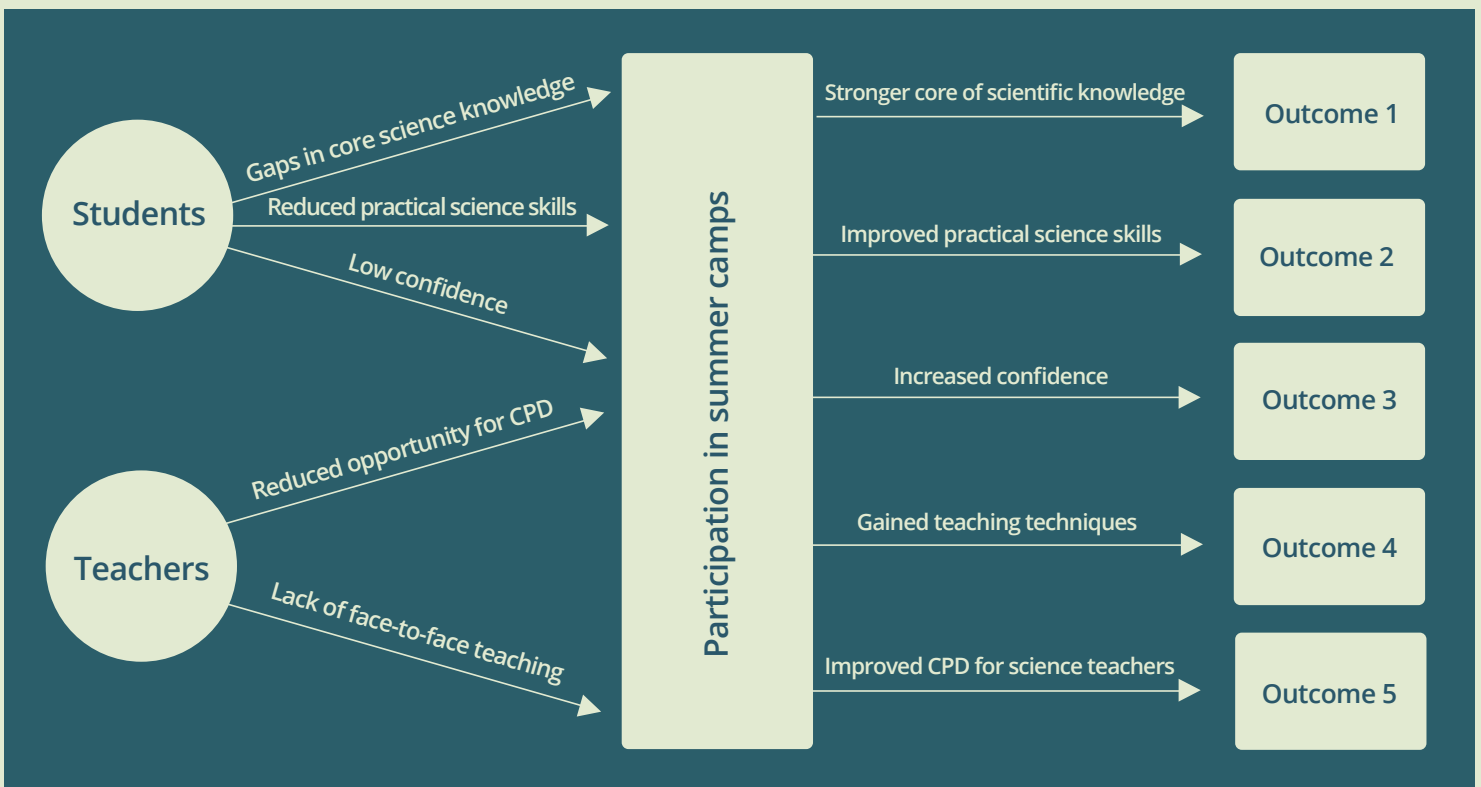 Students
Gaps in core science knowledge
Reduced practical science skills
Low confidence
Teachers
Reduced opportunity for CPD
Lack of face-to-face teaching
Participation in summer camps
Stronger core of scientific knowledge
Outcome 1
Improved practical science skills
Outcome 2
Increased confidence
Outcome 3
Gained teaching techniques
Outcome 4
Improved CPD for science teachers
Outcome 5